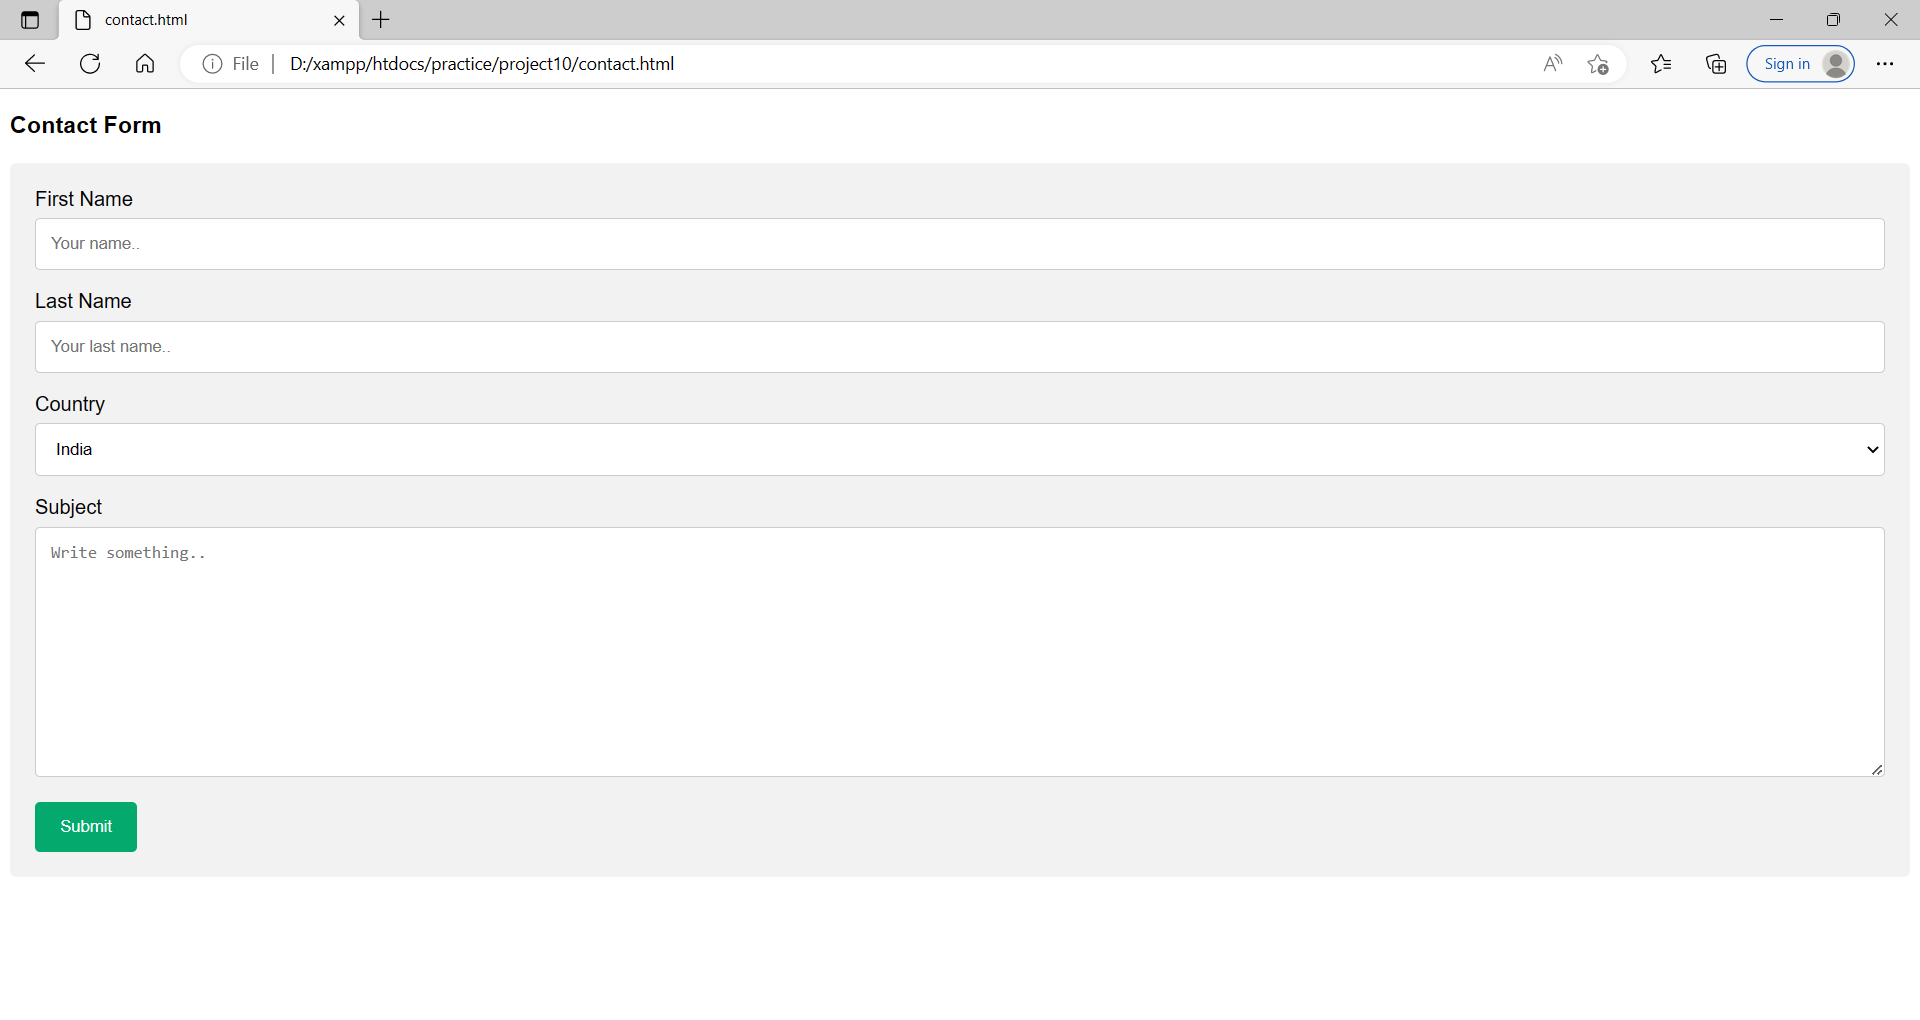 contact.html
File
D:/xampp/htdocs/practice/project10/contact.html
Sign in
Contact Form
First Name
Your name..
Last Name
Your last name..
Country
India
Subject
Write something..
Submit